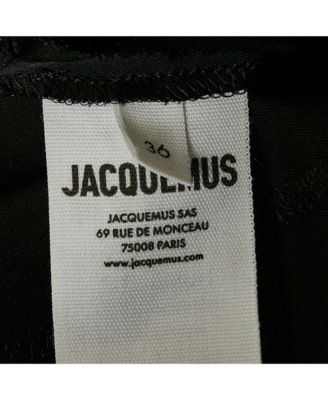 36
JACQUEMUS
JACQUEMUS SAS
69 RUE DE MONCEAU
75008 PARIS
www.jacquemus.com